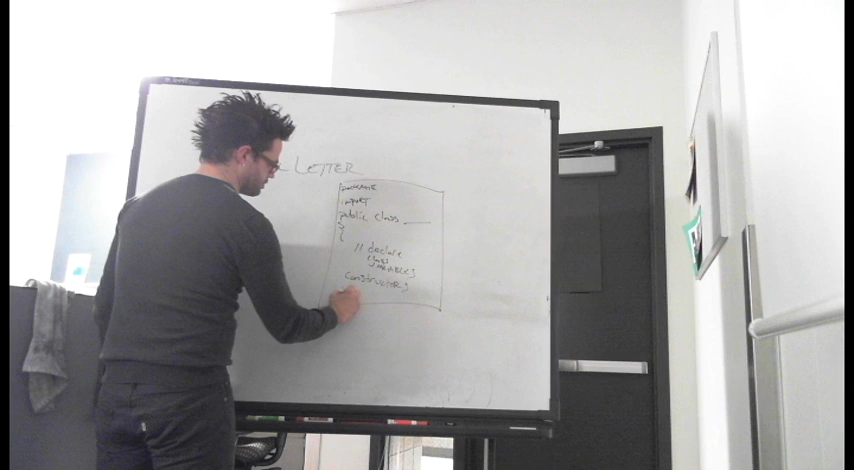 LETTER
package
import
public class
{
// declare
class
variables
Constructors